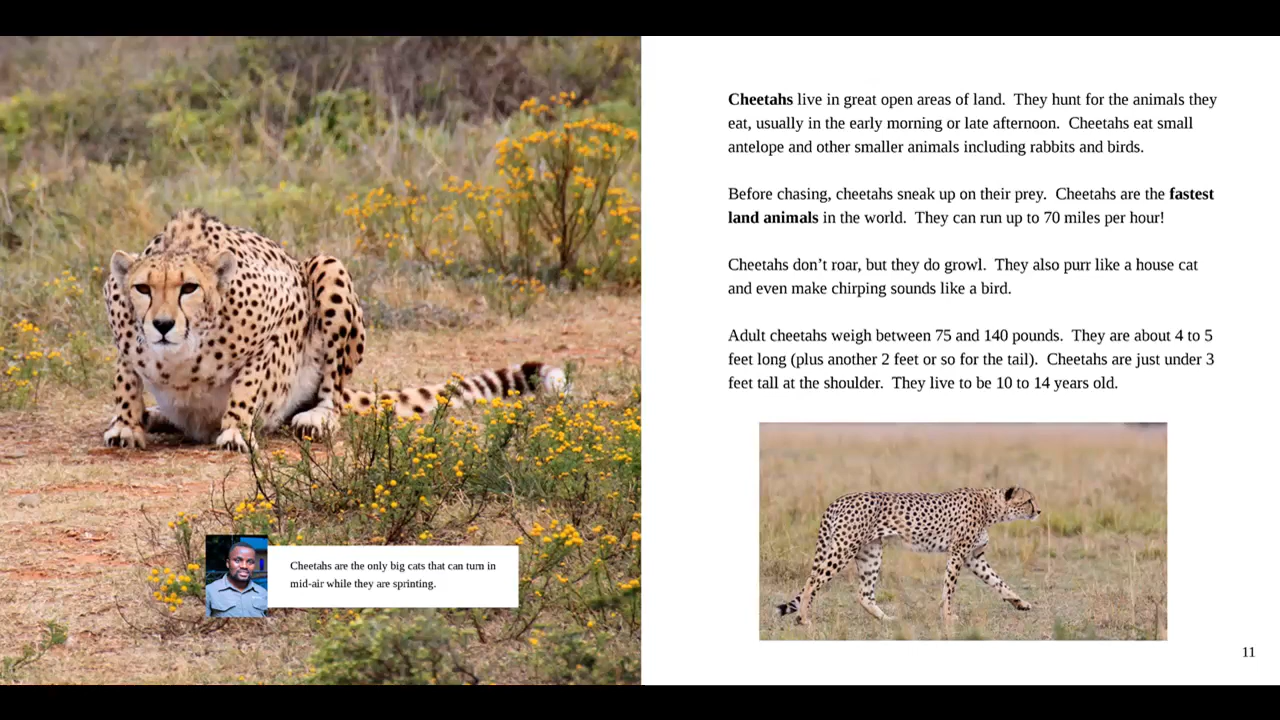 Cheetahs are the only big cats that can turn in
mid-air while they are sprinting.
Cheetahs live in great open areas of land.  They hunt for the animals they
eat, usually in the early morning or late afternoon.  Cheetahs eat small
antelope and other smaller animals including rabbits and birds.
Before chasing, cheetahs sneak up on their prey.  Cheetahs are the fastest
land animals in the world.  They can run up to 70 miles per hour!
Cheetahs don’t roar, but they do growl.  They also purr like a house cat
and even make chirping sounds like a bird.
Adult cheetahs weigh between 75 and 140 pounds.  They are about 4 to 5
feet long (plus another 2 feet or so for the tail).  Cheetahs are just under 3
feet tall at the shoulder.  They live to be 10 to 14 years old.
11